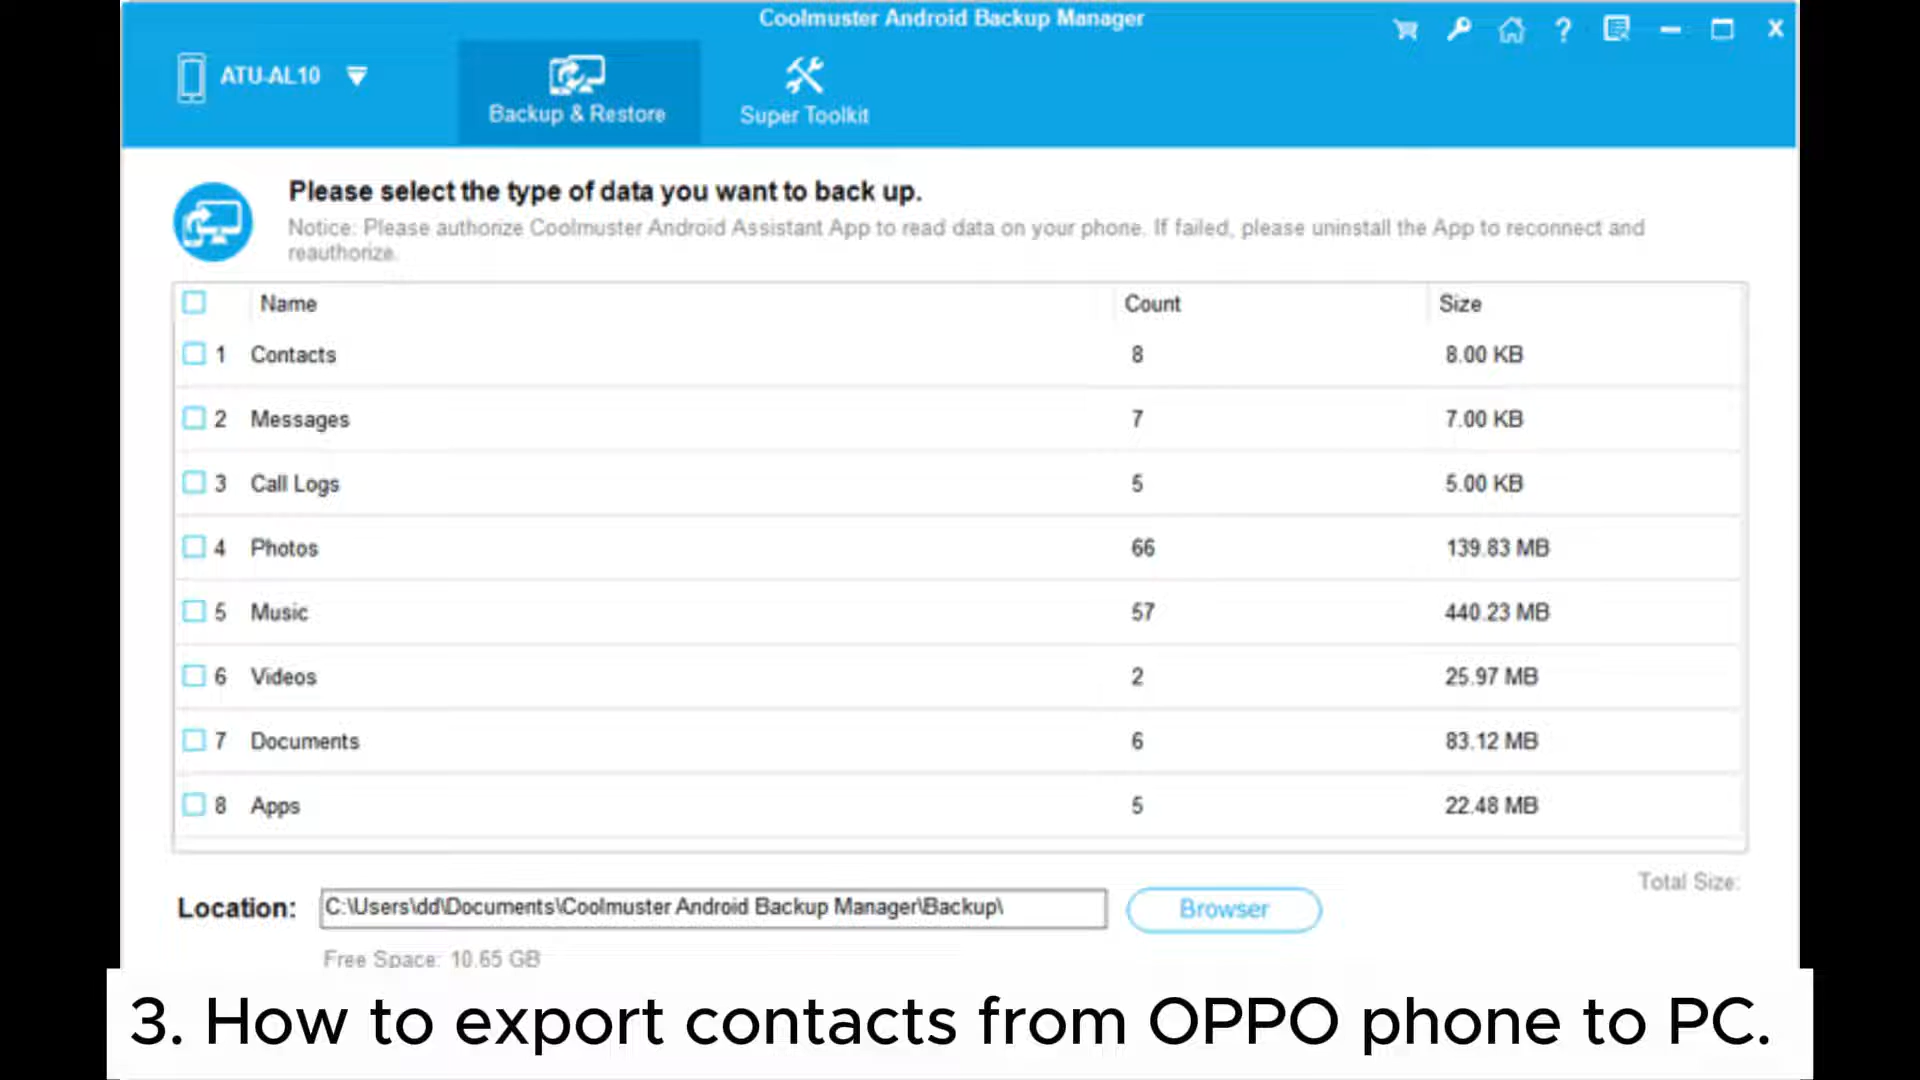 Coolmuster Android Backup Manager
ATU-AL10
Backup & Restore
Super Toolkit
Please select the type of data you want to back up.
Notice: Please authorize Coolmuster Android Assistant App to read data on your phone. If failed, please uninstall the App to reconnect and
reauthorize.
Name Count Size
1 Contacts 8 8.00 KB
2 Messages 7 7.00 KB
3 Call Logs 5 5.00 KB
4 Photos 66 139.83 MB
5 Music 57 440.23 MB
6 Videos 2 25.97 MB
7 Documents 6 83.12 MB
8 Apps 5 22.48 MB
Total Size:
Location: C:\Users\dd\Documents\Coolmuster Android Backup Manager\Backup\ Browser
Free Space: 10.65 GB
3. How to export contacts from OPPO phone to PC.